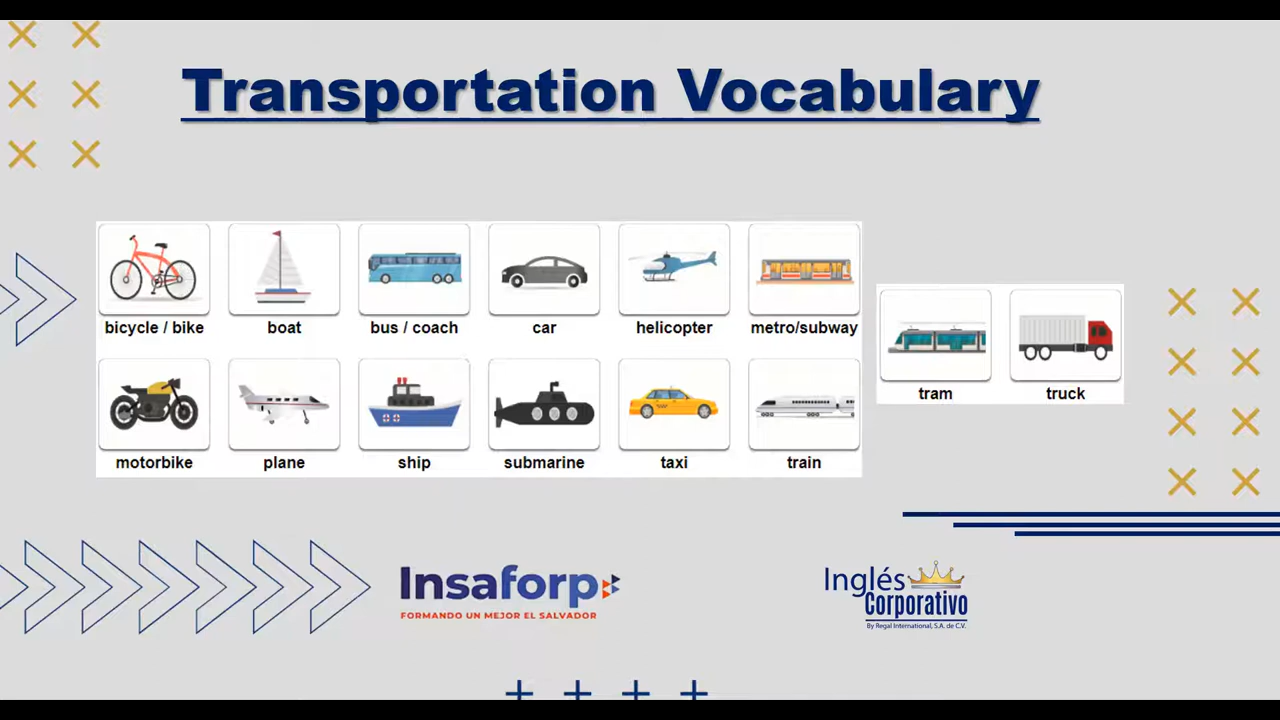 Transportation Vocabulary
bicycle / bike
boat
bus / coach
car
helicopter
metro/subway
motorbike
plane
ship
submarine
taxi
train
tram
truck
Insaforp
FORMANDO UN MEJOR EL SALVADOR
Inglés
Corporativo
By Regal International, S.A. de C.V.